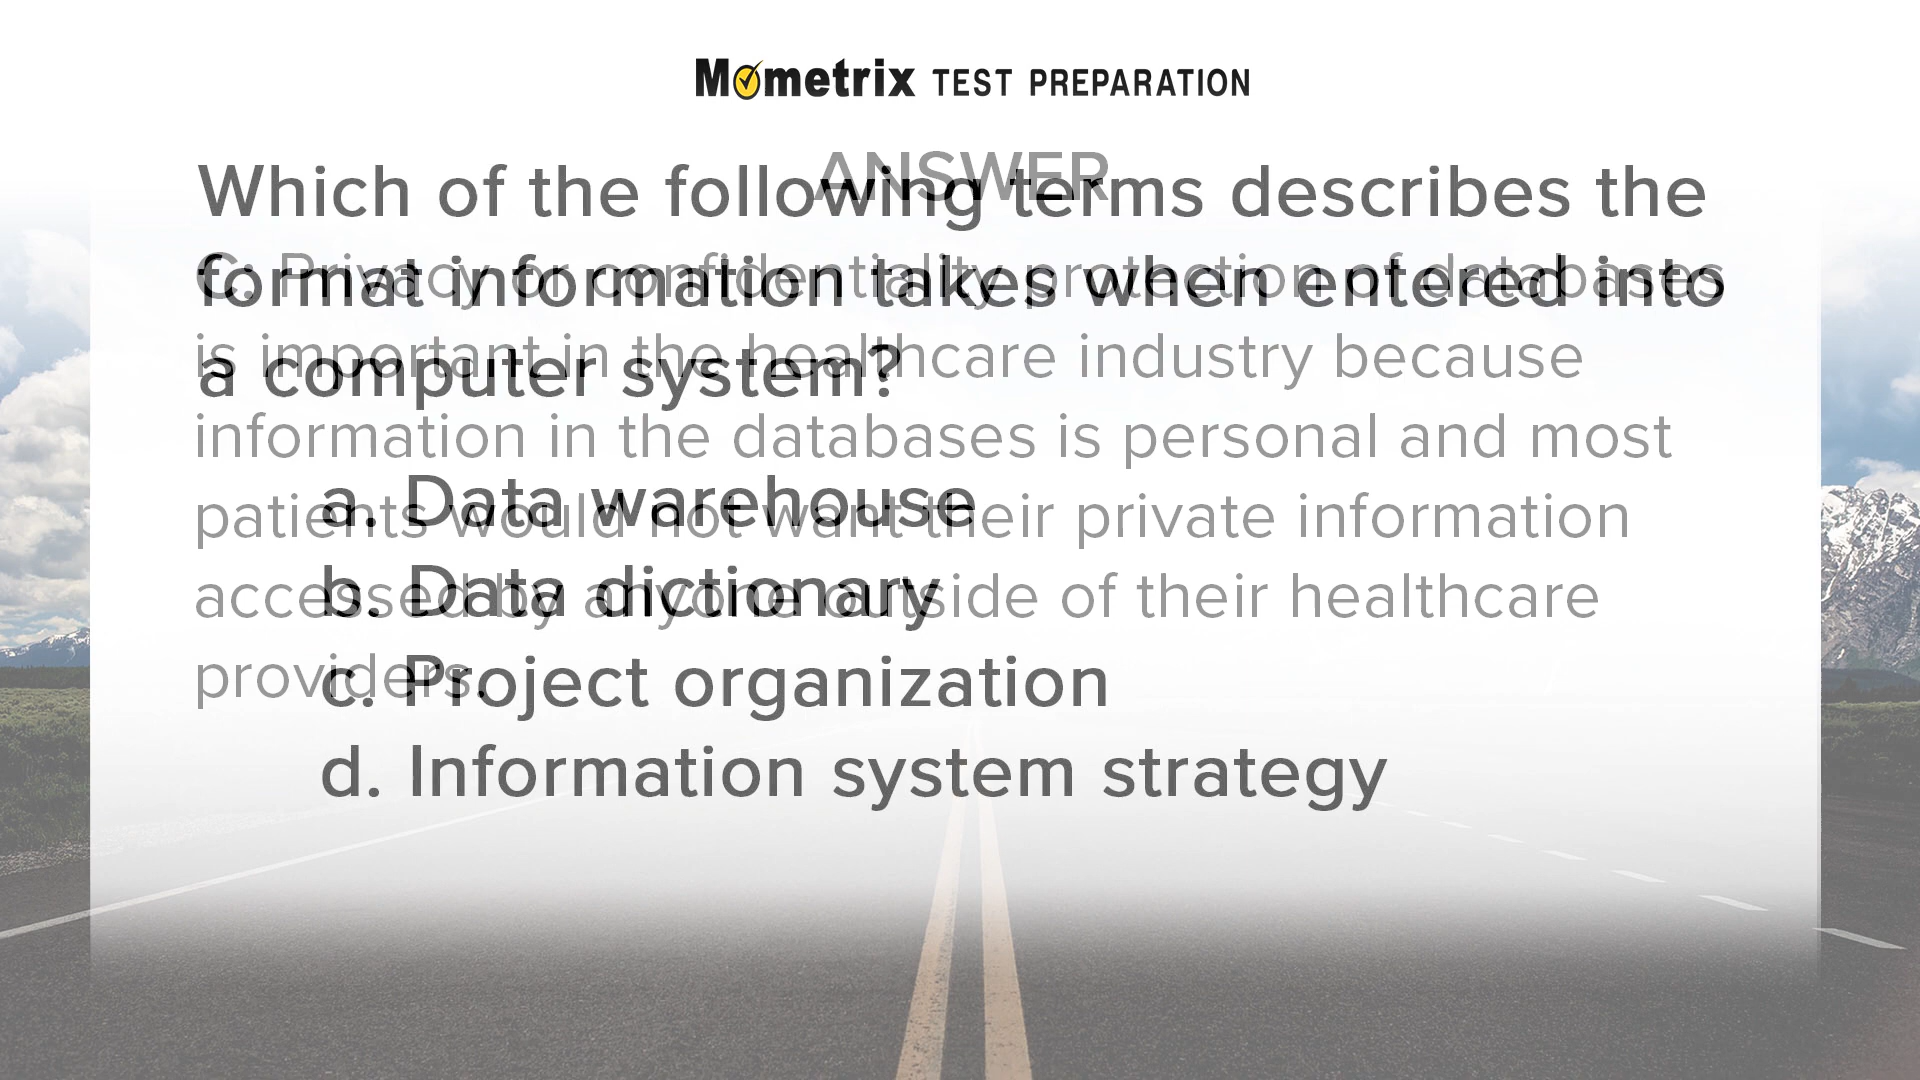 Mometrix TEST PREPARATION
ANSWER
Which of the following terms describes the
format information takes when entered into
a computer system?
a. Data warehouse
b. Data dictionary
c. Project organization
d. Information system strategy
C: Privacy or confidentiality protection of databases
is important in the healthcare industry because
information in the databases is personal and most
patients would not want their private information
accessed by anyone outside of their healthcare
providers.